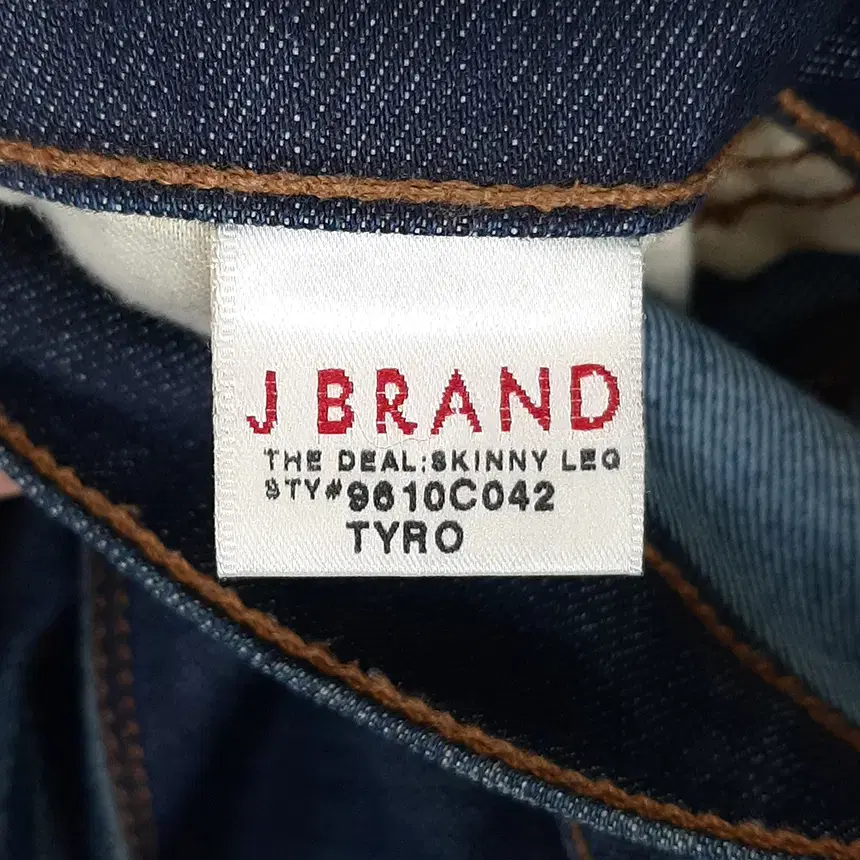 J BRAND
THE DEAL:SKINNY LEG
STY#9610C042
TYRO